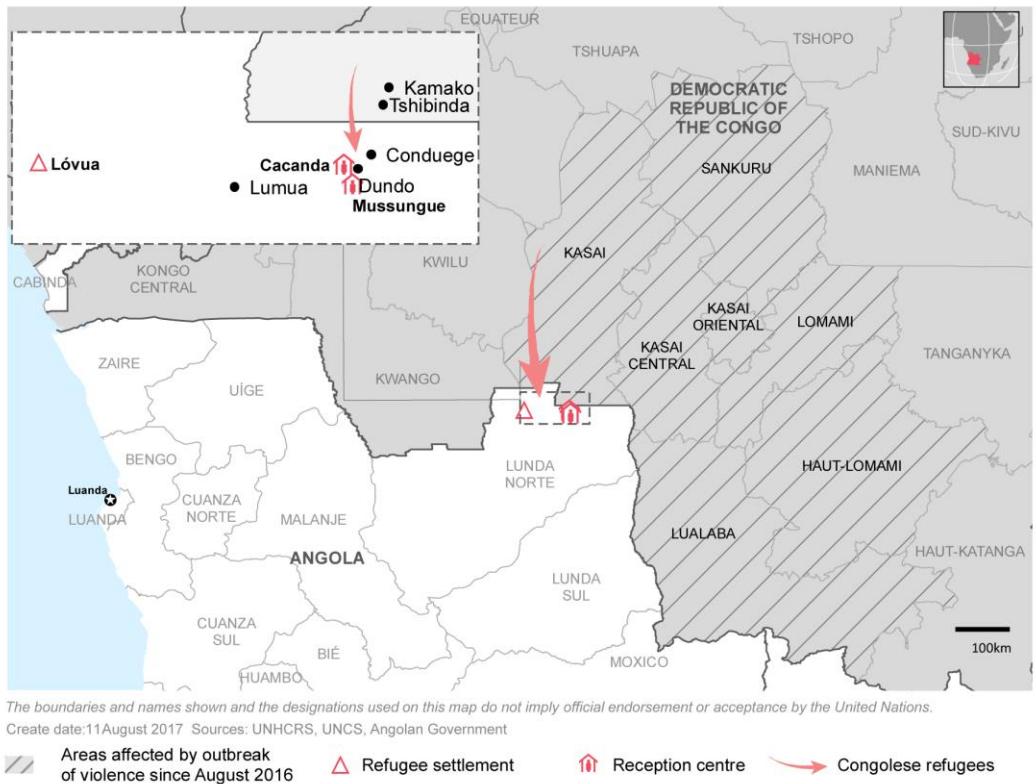 EQUATEUR
TSHOPO
TSHUAPA
DEMOCRATIC
REPUBLIC OF
THE CONGO
SUD-KIVU
SANKURU
MANIEMA
Kamako
Tshibinda
Conduege
Cacanda
Lóvua
Lumua
Dundo
Mussungue
KASAI
KWILU
KONGO
CENTRAL
CABINDA
KASAI
ORIENTAL
LOMAMI
KASAI
CENTRAL
TANGANYKA
ZAIRE
KWANGO
UÍGE
BENGO
LUNDA
NORTE
HAUT-LOMAMI
Luanda
LUANDA
CUANZA
NORTE
MALANJE
LUALABA
HAUT-KATANGA
ANGOLA
LUNDA
SUL
CUANZA
SUL
BIÉ
HUAMBO
MOXICO
100km
The boundaries and names shown and the designations used on this map do not imply official endorsement or acceptance by the United Nations.
Create date:11August 2017 Sources: UNHCRS, UNCS, Angolan Government
Areas affected by outbreak
of violence since August 2016
Refugee settlement
Reception centre
Congolese refugees